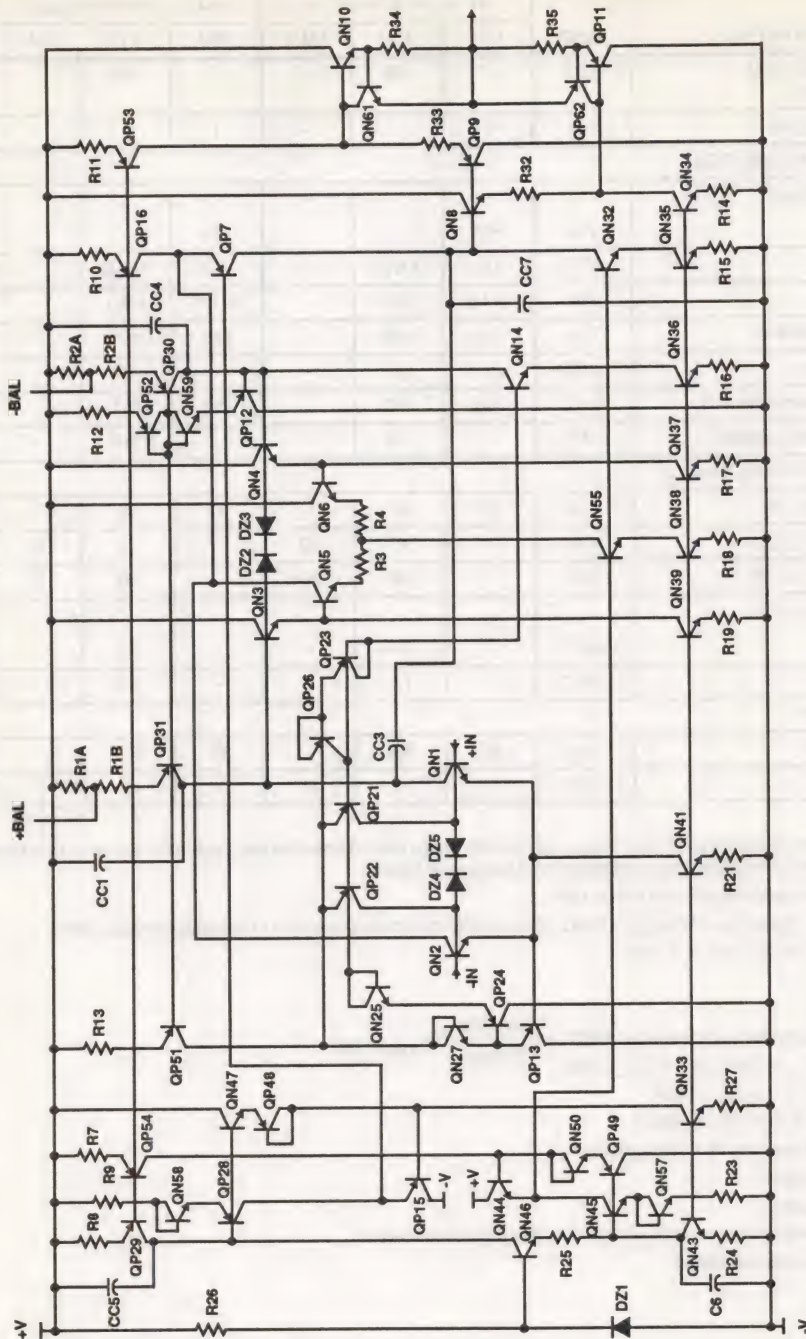 +V
+BAL
-BAL
CC5
R8
R9
R7
R13
CC1
R1A
R1B
R12
R2A
R2B
CC4
R10
R11
R26
QP29
QN58
QP54
QP51
QP31
QP52
QN59
QP30
QP16
QP53
QP28
QN47
QP48
QN3
DZ2
DZ3
QN4
QP12
QP7
QN10
QN61
R34
QP26
QP23
QN5
QN6
R3
R4
QP15
-V
QP22
QP21
CC3
QN14
CC7
QN8
R33
QP9
QN44
+V
QN25
QN27
QP24
QN2
-IN
DZ4
DZ5
QN1
+IN
R32
R35
QN46
QN45
QN50
QP49
QP13
QN55
QN32
QP62
QP11
R25
QN57
QN43
QN33
QN41
QN39
QN38
QN37
QN36
QN35
QN34
DZ1
C6
R24
R23
R27
R21
R19
R18
R17
R16
R15
R14
-V